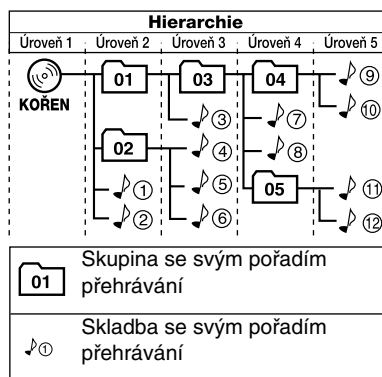 Hierarchie
Úroveň 1 Úroveň 2 Úroveň 3 Úroveň 4 Úroveň 5
01 03 04 ⑨
KOŘEN ⑩
③ ⑦
02 ④ ⑧
① ⑤ 05 ⑪
② ⑥ ⑫
01 Skupina se svým pořadím
přehrávání
① Skladba se svým pořadím
přehrávání